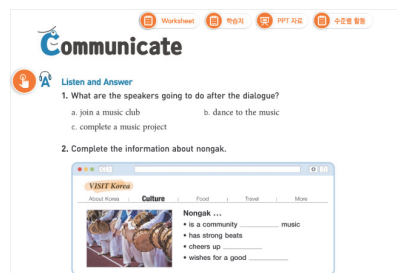 Worksheet 학습지 PPT 자료 수준별 활동
Communicate
Listen and Answer
1. What are the speakers going to do after the dialogue?
a. join a music club b. dance to the music
c. complete a music project
2. Complete the information about nongak.
VISIT Korea
About Korea Culture Food Travel More
Nongak ...
• is a community ________ music
• has strong beats
• cheers up ________
• wishes for a good ________